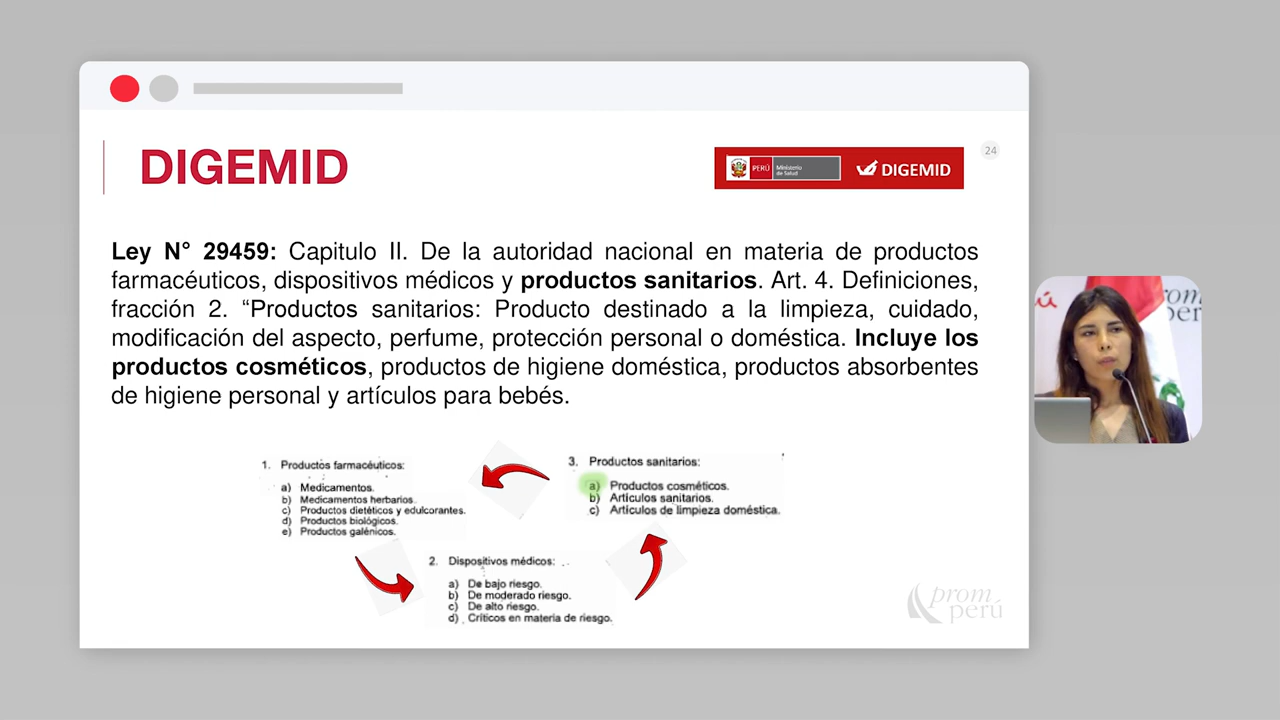 DIGEMID
PERÚ
Ministerio
de Salud
DIGEMID
24
Ley N° 29459: Capitulo II. De la autoridad nacional en materia de productos
farmacéuticos, dispositivos médicos y productos sanitarios. Art. 4. Definiciones,
fracción 2. “Productos sanitarios: Producto destinado a la limpieza, cuidado,
modificación del aspecto, perfume, protección personal o doméstica. Incluye los
productos cosméticos, productos de higiene doméstica, productos absorbentes
de higiene personal y artículos para bebés.
1. Productos farmacéuticos:
a) Medicamentos.
b) Medicamentos herbarios.
c) Productos dietéticos y edulcorantes.
d) Productos biológicos.
e) Productos galénicos.
3. Productos sanitarios:
a) Productos cosméticos.
b) Artículos sanitarios.
c) Artículos de limpieza doméstica.
2. Dispositivos médicos:
a) De bajo riesgo.
b) De moderado riesgo.
c) De alto riesgo.
d) Críticos en materia de riesgo.
prom
perú